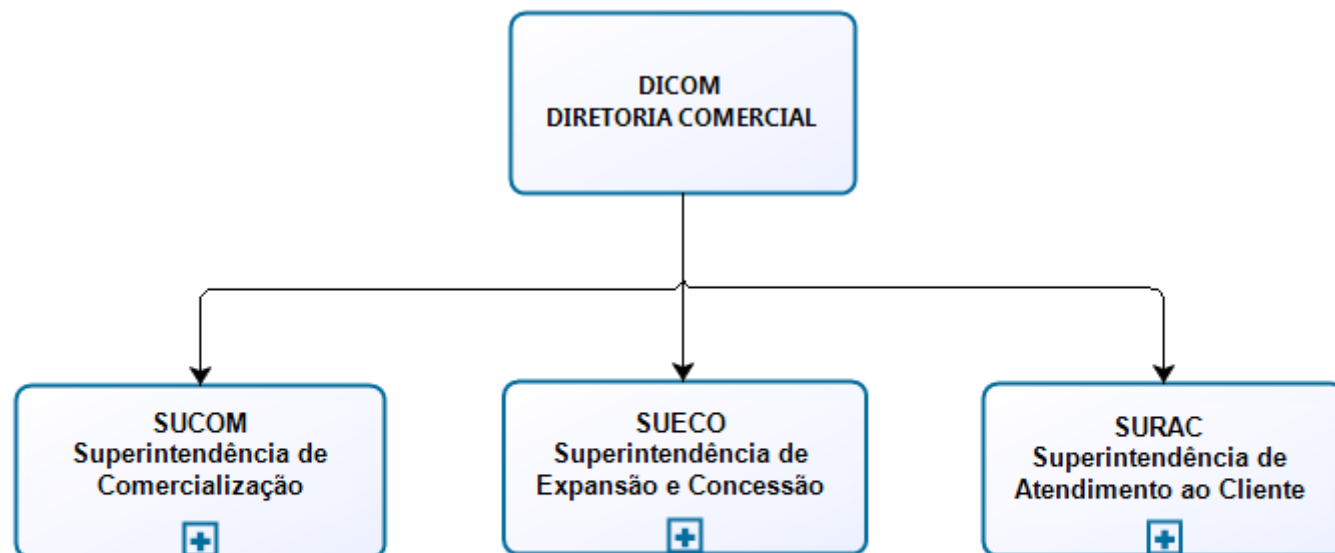 DICOM
DIRETORIA COMERCIAL
SUCOM
Superintendência de
Comercialização
SUECO
Superintendência de
Expansão e Concessão
SURAC
Superintendência de
Atendimento ao Cliente